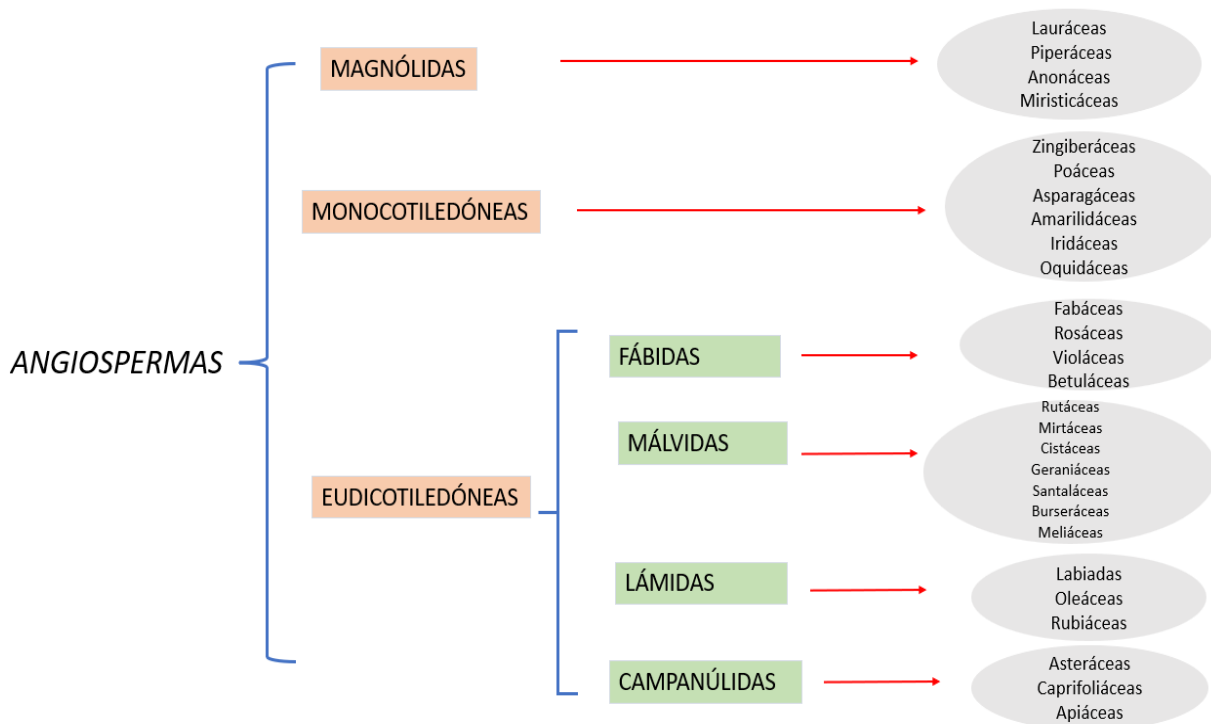 MAGNÓLIDAS
Lauráceas
Piperáceas
Anonáceas
Miristicáceas
MONOCOTILEDÓNEAS
Zingiberáceas
Poáceas
Asparagáceas
Amarilidáceas
Iridáceas
Oquidáceas
ANGIOSPERMAS
EUDICOTILEDÓNEAS
FÁBIDAS
Fabáceas
Rosáceas
Violáceas
Betuláceas
MÁLVIDAS
Rutáceas
Mirtáceas
Cistáceas
Geraniáceas
Santaláceas
Burseráceas
Meliáceas
LÁMIDAS
Labiadas
Oleáceas
Rubiáceas
CAMPANÚLIDAS
Asteráceas
Caprifoliáceas
Apiáceas